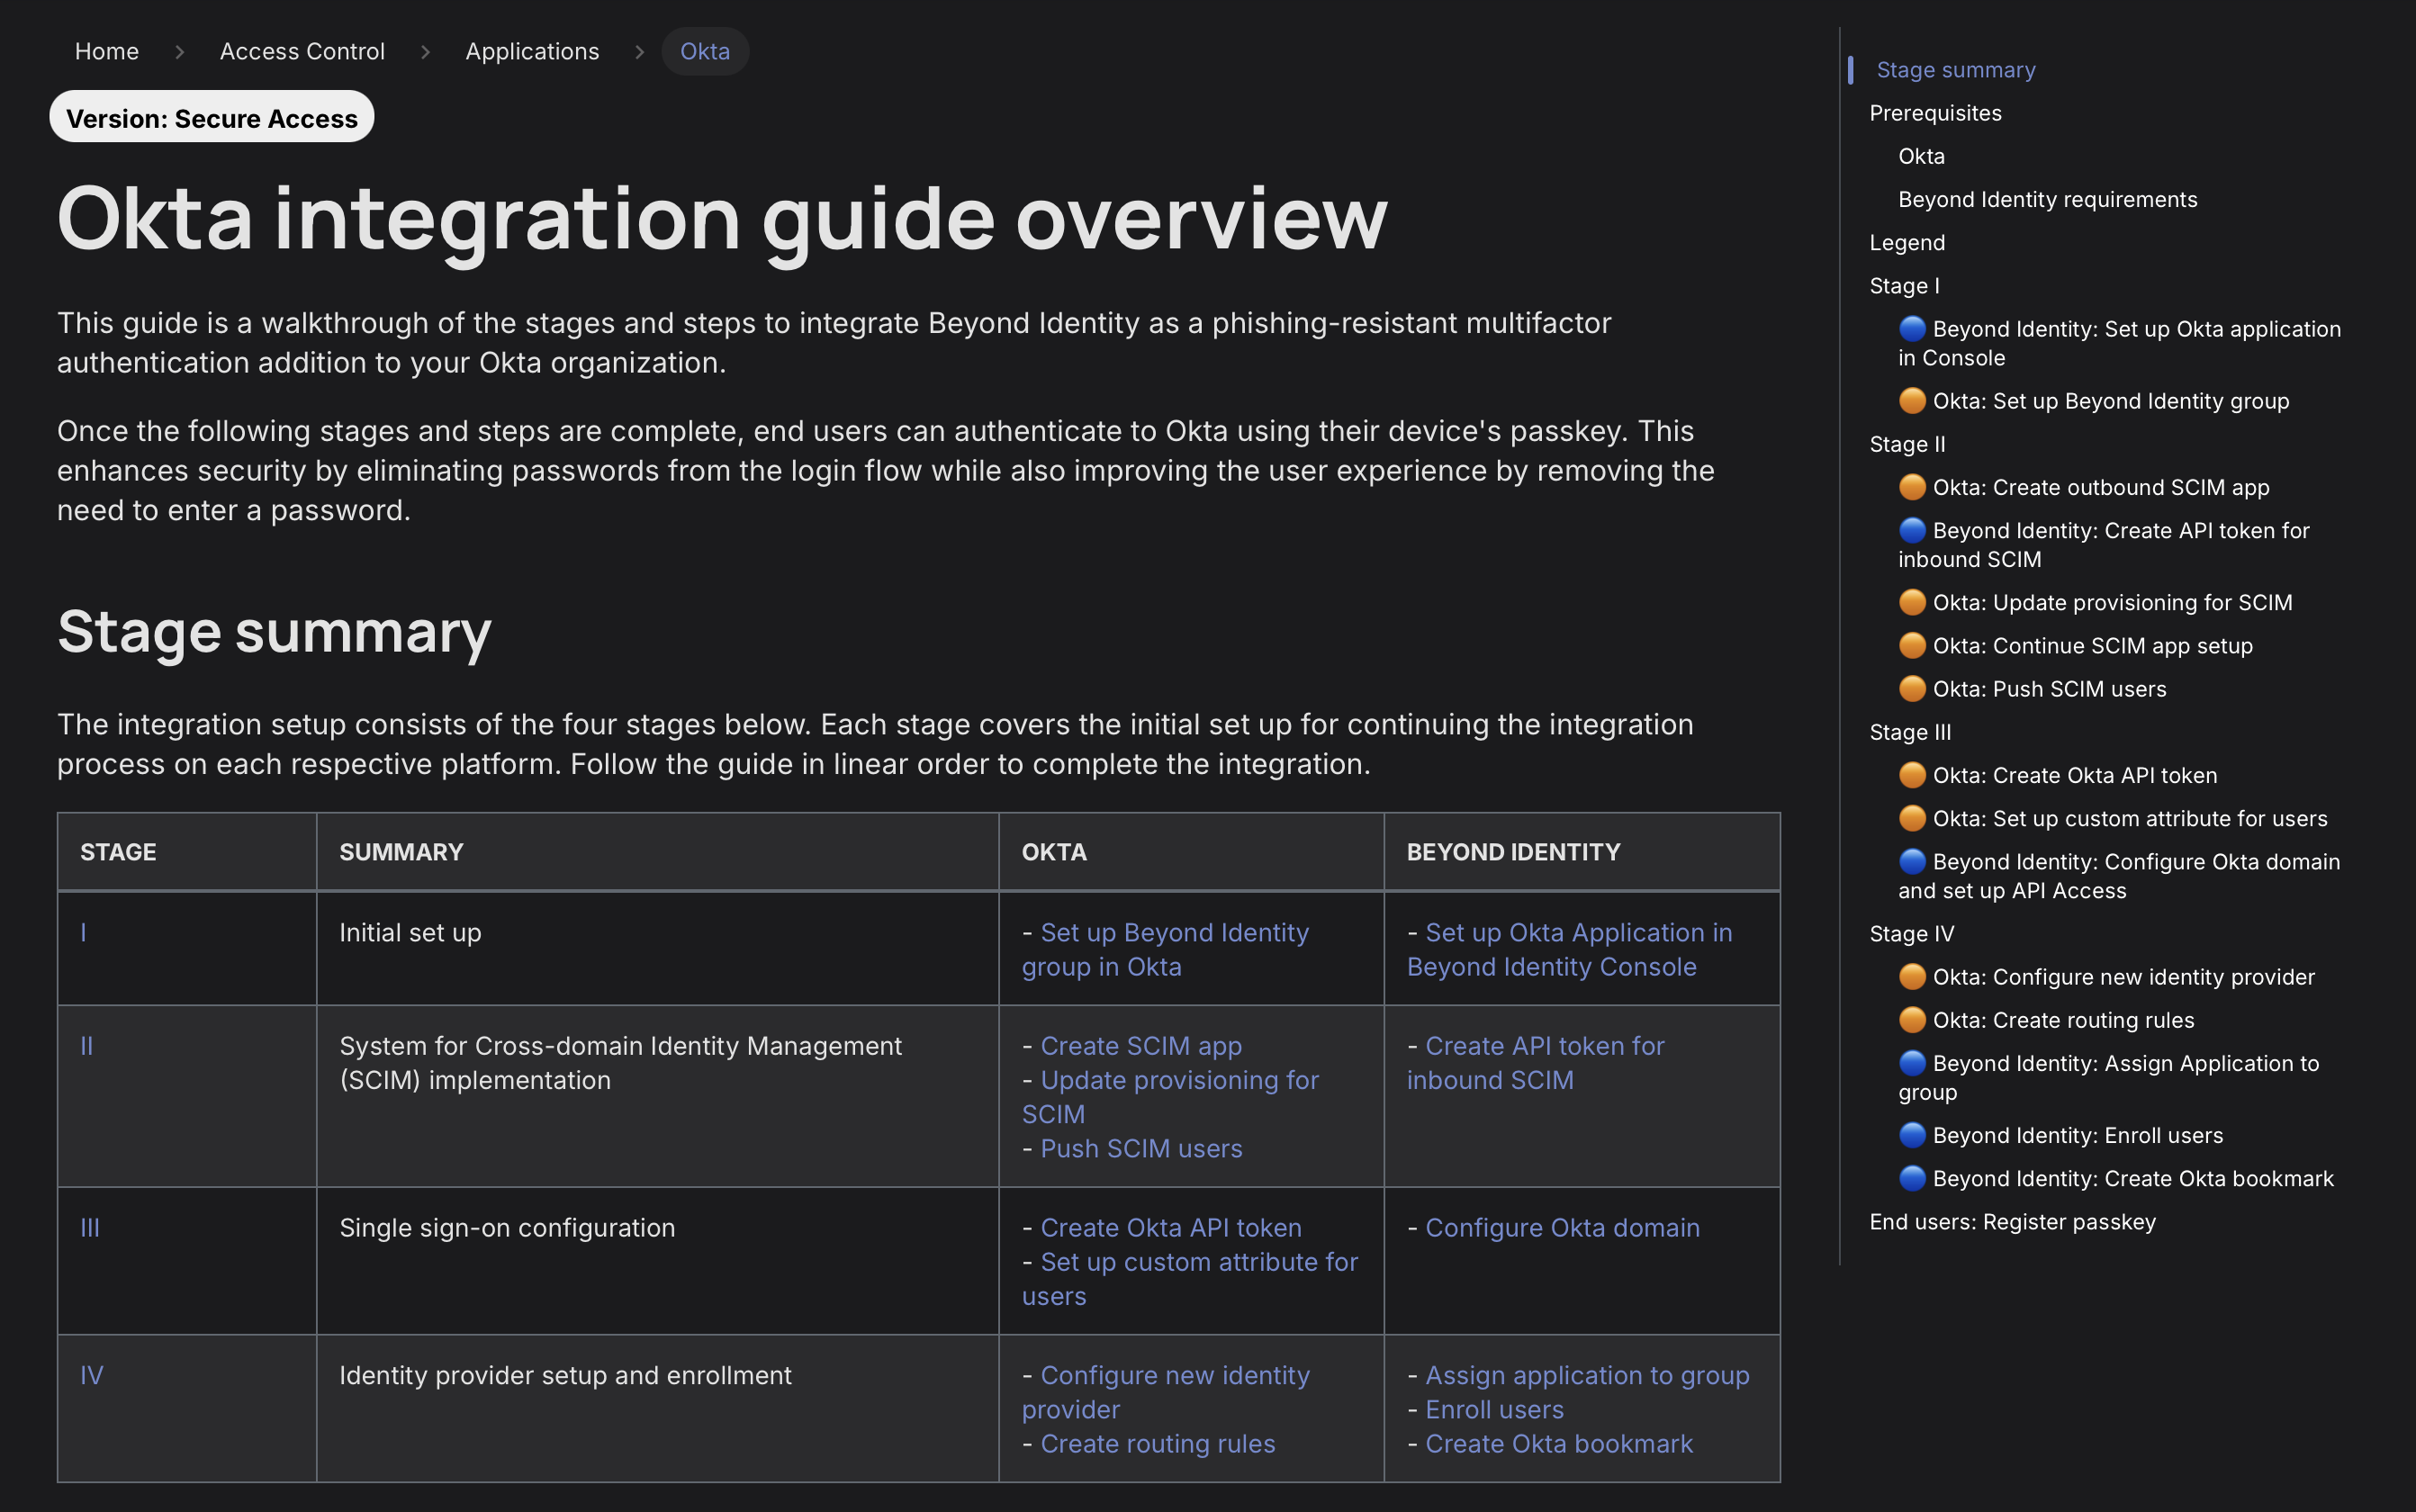 Home > Access Control > Applications > Okta
Version: Secure Access
Okta integration guide overview
This guide is a walkthrough of the stages and steps to integrate Beyond Identity as a phishing-resistant multifactor
authentication addition to your Okta organization.
Once the following stages and steps are complete, end users can authenticate to Okta using their device's passkey. This
enhances security by eliminating passwords from the login flow while also improving the user experience by removing the
need to enter a password.
Stage summary
The integration setup consists of the four stages below. Each stage covers the initial set up for continuing the integration
process on each respective platform. Follow the guide in linear order to complete the integration.
STAGE
SUMMARY
OKTA
BEYOND IDENTITY
I
Initial set up
- Set up Beyond Identity
group in Okta
- Set up Okta Application in
Beyond Identity Console
II
System for Cross-domain Identity Management
(SCIM) implementation
- Create SCIM app
- Update provisioning for
SCIM
- Push SCIM users
- Create API token for
inbound SCIM
III
Single sign-on configuration
- Create Okta API token
- Set up custom attribute for
users
- Configure Okta domain
IV
Identity provider setup and enrollment
- Configure new identity
provider
- Create routing rules
- Assign application to group
- Enroll users
- Create Okta bookmark
Stage summary
Prerequisites
Okta
Beyond Identity requirements
Legend
Stage I
Beyond Identity: Set up Okta application
in Console
Okta: Set up Beyond Identity group
Stage II
Okta: Create outbound SCIM app
Beyond Identity: Create API token for
inbound SCIM
Okta: Update provisioning for SCIM
Okta: Continue SCIM app setup
Okta: Push SCIM users
Stage III
Okta: Create Okta API token
Okta: Set up custom attribute for users
Beyond Identity: Configure Okta domain
and set up API Access
Stage IV
Okta: Configure new identity provider
Okta: Create routing rules
Beyond Identity: Assign Application to
group
Beyond Identity: Enroll users
Beyond Identity: Create Okta bookmark
End users: Register passkey